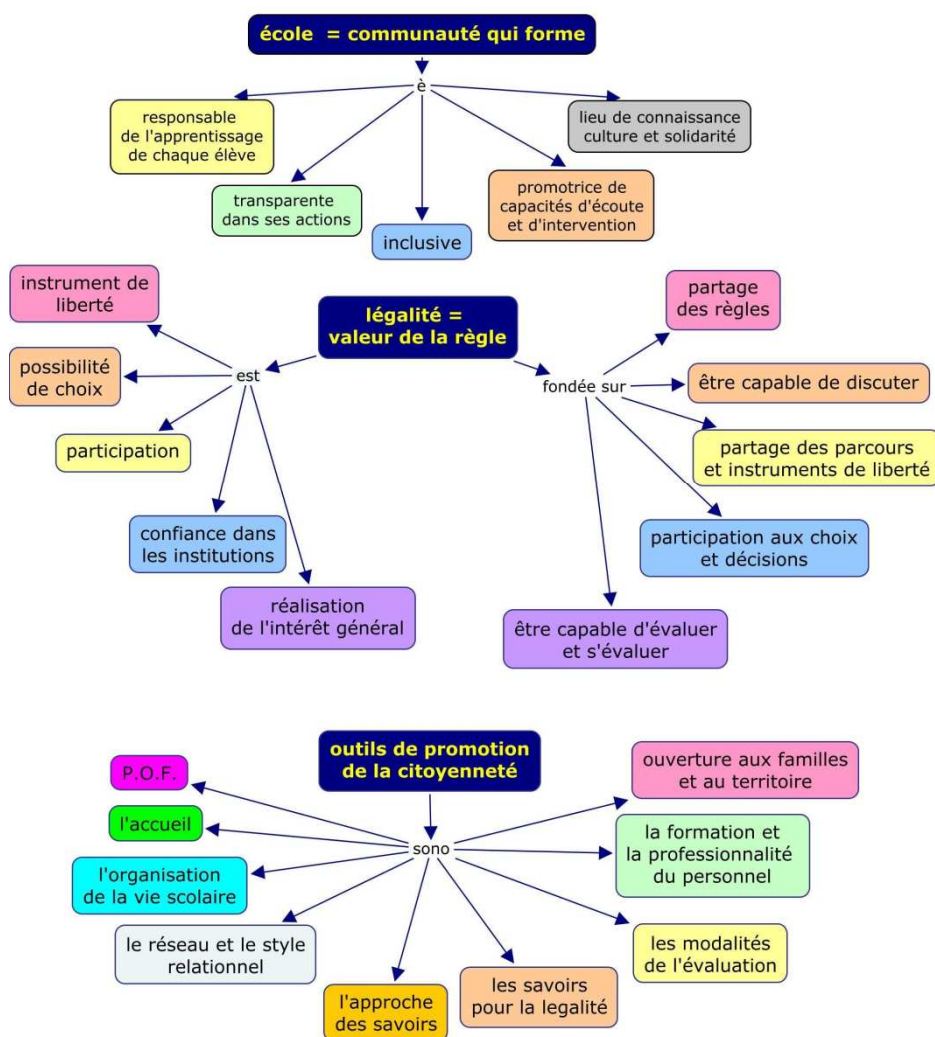 école = communauté qui forme
è
responsable
de l'apprentissage
de chaque élève
transparente
dans ses actions
inclusive
promotrice de
capacités d'écoute
et d'intervention
lieu de connaissance
culture et solidarité
légalité =
valeur de la règle
est
instrument de
liberté
possibilité
de choix
participation
confiance dans
les institutions
réalisation
de l'intérêt général
fondée sur
partage
des règles
être capable de discuter
partage des parcours
et instruments de liberté
participation aux choix
et décisions
être capable d'évaluer
et s'évaluer
outils de promotion
de la citoyenneté
sono
P.O.F.
l'accueil
l'organisation
de la vie scolaire
le réseau et le style
relationnel
l'approche
des savoirs
les savoirs
pour la legalité
les modalités
de l'évaluation
la formation et
la professionnalité
du personnel
ouverture aux familles
et au territoire